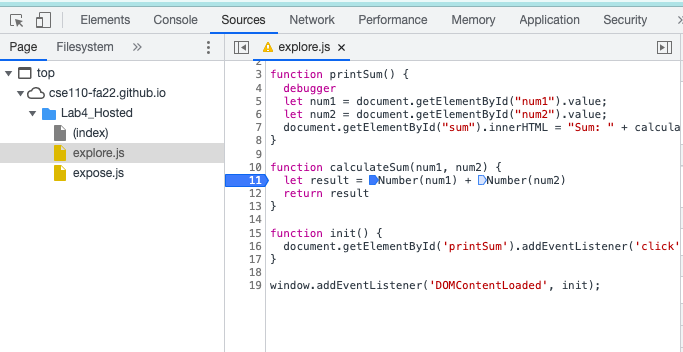 Elements Console Sources Network Performance Memory Application Security
Page Filesystem » explore.js ×
top
cse110-fa22.github.io
Lab4_Hosted
(index)
explore.js
expose.js
2
3 function printSum() {
4 debugger
5 let num1 = document.getElementById("num1").value;
6 let num2 = document.getElementById("num2").value;
7 document.getElementById("sum").innerHTML = "Sum: " + calcula
8 }
9
10 function calculateSum(num1, num2) {
11 let result = Number(num1) + Number(num2)
12 return result
13 }
14
15 function init() {
16 document.getElementById('printSum').addEventListener('click'
17 }
18
19 window.addEventListener('DOMContentLoaded', init);